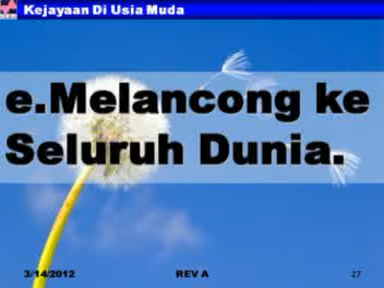 Kejayaan Di Usia Muda
e.Melancong ke
Seluruh Dunia.
3/14/2012 REV A 27